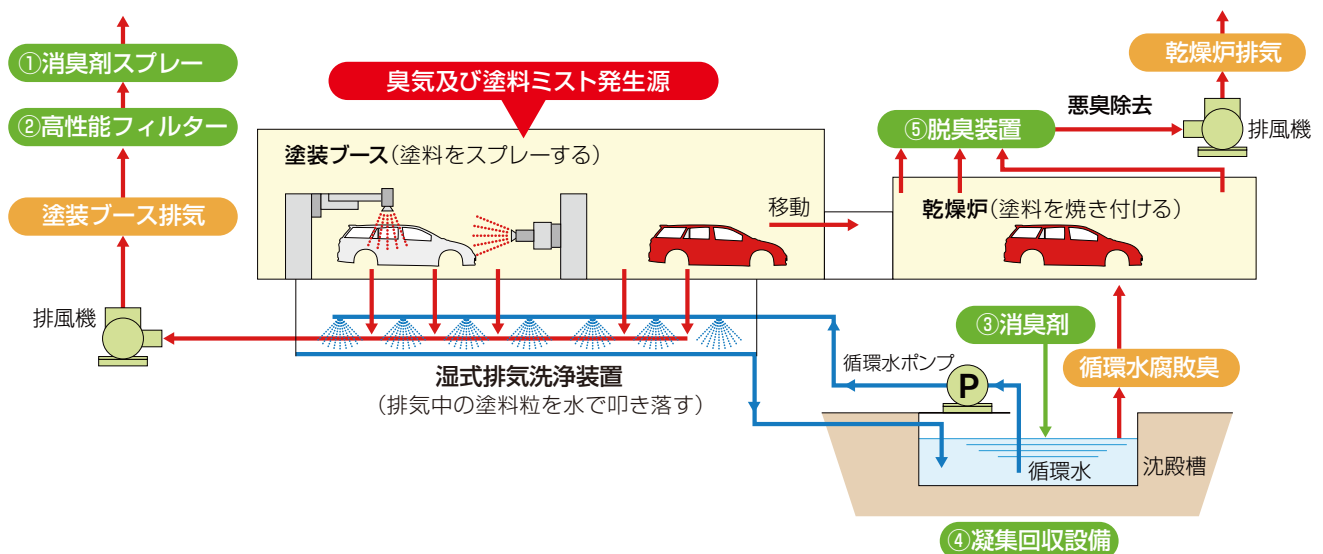 ①消臭剤スプレー
②高性能フィルター
塗装ブース排気
排風機
臭気及び塗料ミスト発生源
塗装ブース(塗料をスプレーする)
移動
湿式排気洗浄装置
(排気中の塗料粒を水で叩き落す)
乾燥炉排気
悪臭除去
排風機
⑤脱臭装置
乾燥炉(塗料を焼き付ける)
③消臭剤
循環水ポンプ
P
循環水腐敗臭
循環水
沈殿槽
④凝集回収設備